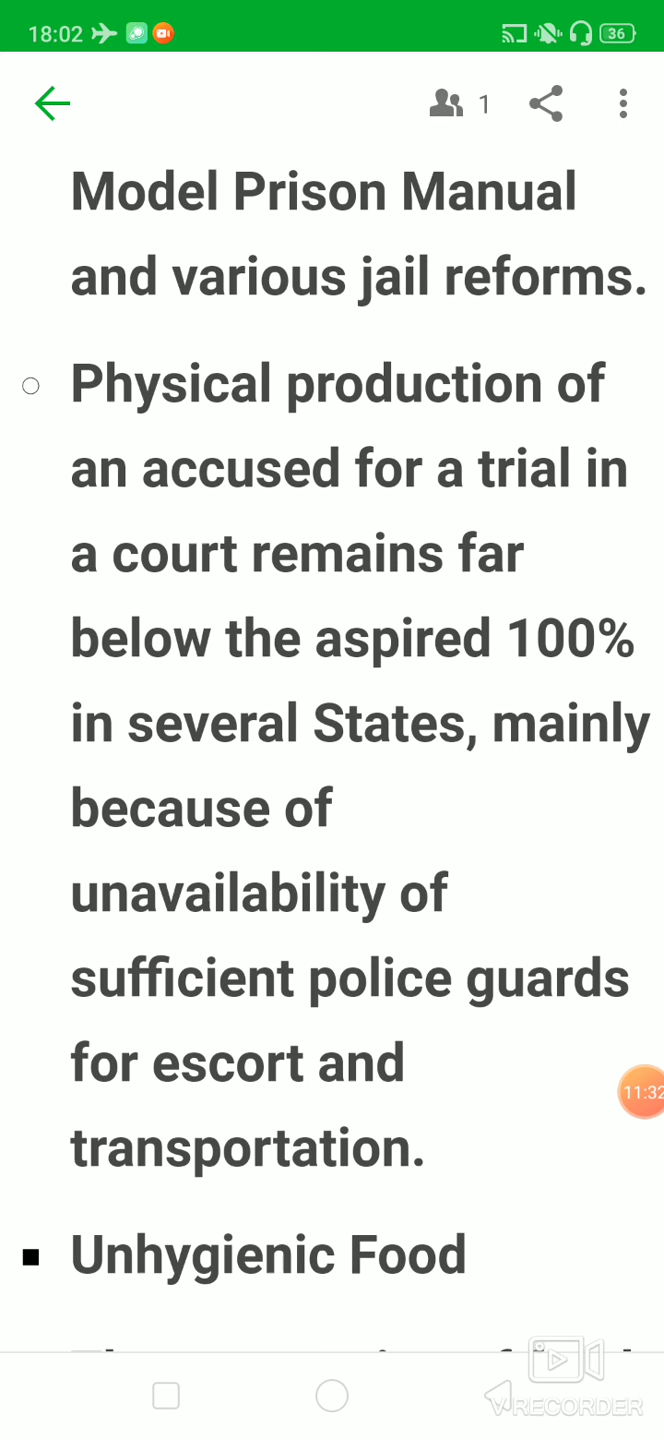 18:02
36
1
Model Prison Manual
and various jail reforms.
Physical production of
an accused for a trial in
a court remains far
below the aspired 100%
in several States, mainly
because of
unavailability of
sufficient police guards
for escort and
11:32
transportation.
Unhygienic Food
RECORDER